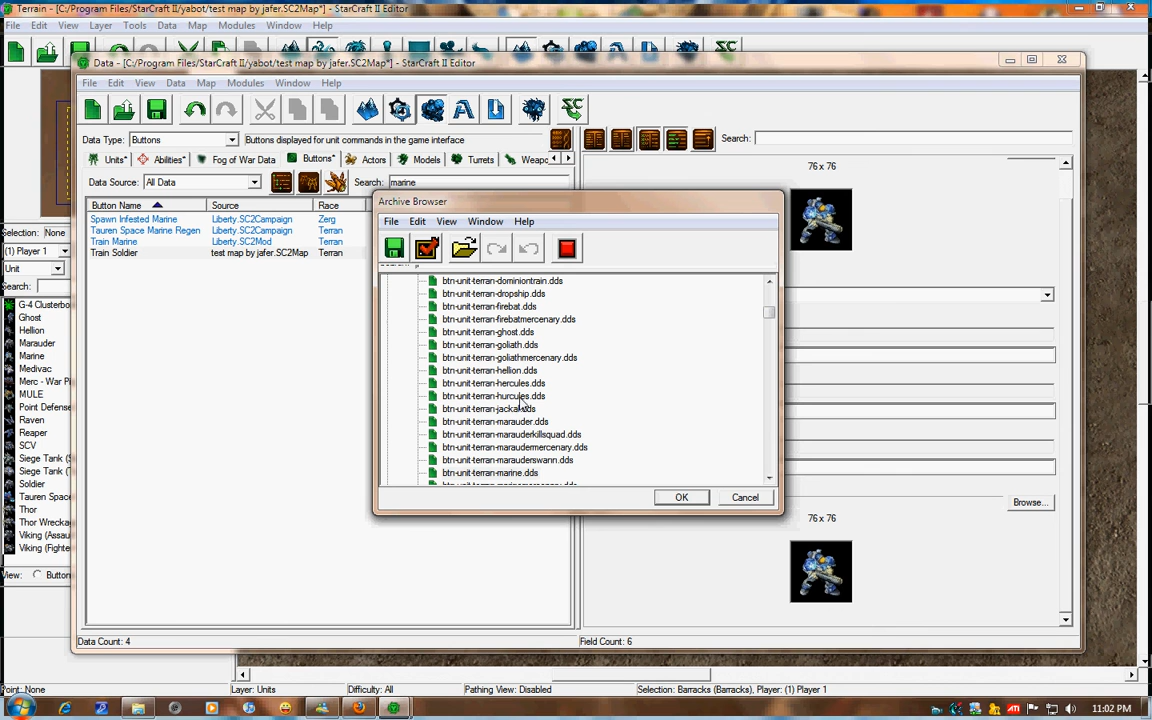 Terrain - [C:/Program Files/StarCraft II/yabot/test map by jafer.SC2Map*] - StarCraft II Editor
File Edit View Layer Tools Data Map Modules Window Help
Data - [C:/Program Files/StarCraft II/yabot/test map by jafer.SC2Map*] - StarCraft II Editor
File Edit View Data Map Modules Window Help
Data Type: Buttons Buttons displayed for unit commands in the game interface Search:
Units* Abilities* Fog of War Data Buttons* Actors Models Turrets Weapo
Data Source: All Data Search: marine
Button Name Source Race
Spawn Infested Marine Liberty.SC2Campaign Zerg
Tauren Space Marine Regen Liberty.SC2Campaign Terran
Train Marine Liberty.SC2Mod Terran
Train Soldier test map by jafer.SC2Map Terran
Archive Browser
File Edit View Window Help
btn-unit-terran-dominiontrain.dds
btn-unit-terran-dropship.dds
btn-unit-terran-firebat.dds
btn-unit-terran-firebatmercenary.dds
btn-unit-terran-ghost.dds
btn-unit-terran-goliath.dds
btn-unit-terran-goliathmercenary.dds
btn-unit-terran-hellion.dds
btn-unit-terran-hercules.dds
btn-unit-terran-hurcules.dds
btn-unit-terran-jackal.dds
btn-unit-terran-marauder.dds
btn-unit-terran-marauderkillsquad.dds
btn-unit-terran-maraudermercenary.dds
btn-unit-terran-marauderswann.dds
btn-unit-terran-marine.dds
OK Cancel
76 x 76
Browse...
76 x 76
Selection: None
(1) Player 1
Unit
Search:
G-4 Clusterbo
Ghost
Hellion
Marauder
Marine
Medivac
Merc - War Pi
MULE
Point Defense
Raven
Reaper
SCV
Siege Tank (S
Siege Tank (
Soldier
Tauren Space
Thor
Thor Wreckag
Viking (Assau
Viking (Fighte
View: Button
Data Count: 4 Field Count: 6
Point: None Layer: Units Difficulty: All Pathing View: Disabled Selection: Barracks (Barracks), Player: (1) Player 1
11:02 PM